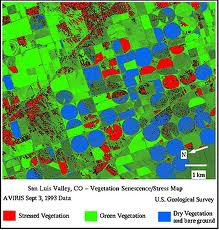 N
1 km
San Luis Valley, CO – Vegetation Senescence/Stress Map
AVIRIS Sept 3, 1993 Data
U.S. Geological Survey
Stressed Vegetation
Green Vegetation
Dry Vegetation
and bare ground